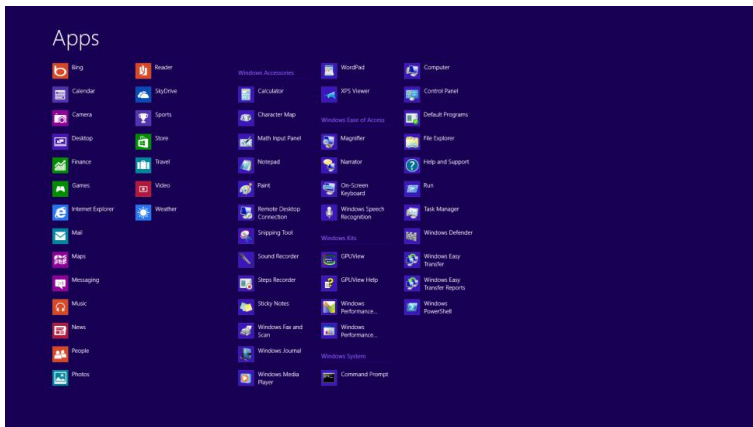 Apps
Bing
Calendar
Camera
Desktop
Finance
Games
Internet Explorer
Mail
Maps
Messaging
Music
News
People
Photos
Reader
SkyDrive
Sports
Store
Travel
Video
Weather
Windows Accessories
Calculator
Character Map
Math Input Panel
Notepad
Paint
Remote Desktop
Connection
Snipping Tool
Sound Recorder
Steps Recorder
Sticky Notes
Windows Fax and
Scan
Windows Journal
Windows Media
Player
WordPad
XPS Viewer
Windows Ease of Access
Magnifier
Narrator
On-Screen
Keyboard
Windows Speech
Recognition
Windows Kits
GPUView
GPUView Help
Windows
Performance...
Windows
Performance...
Windows System
Command Prompt
Computer
Control Panel
Default Programs
File Explorer
Help and Support
Run
Task Manager
Windows Defender
Windows Easy
Transfer
Windows Easy
Transfer Reports
Windows
PowerShell